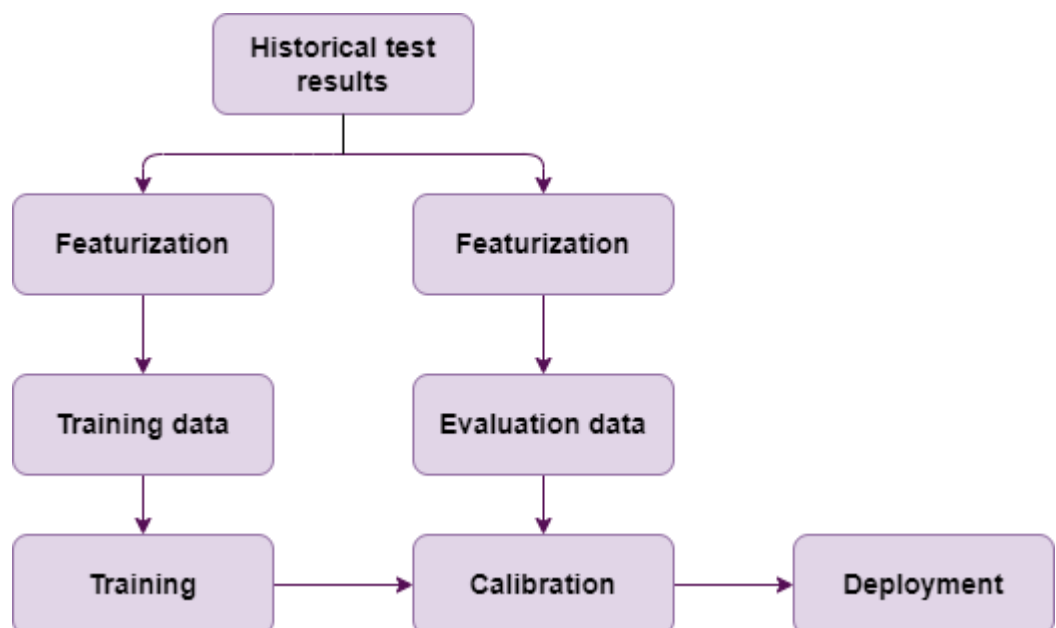 Historical test
results
Featurization
Featurization
Training data
Evaluation data
Training
Calibration
Deployment